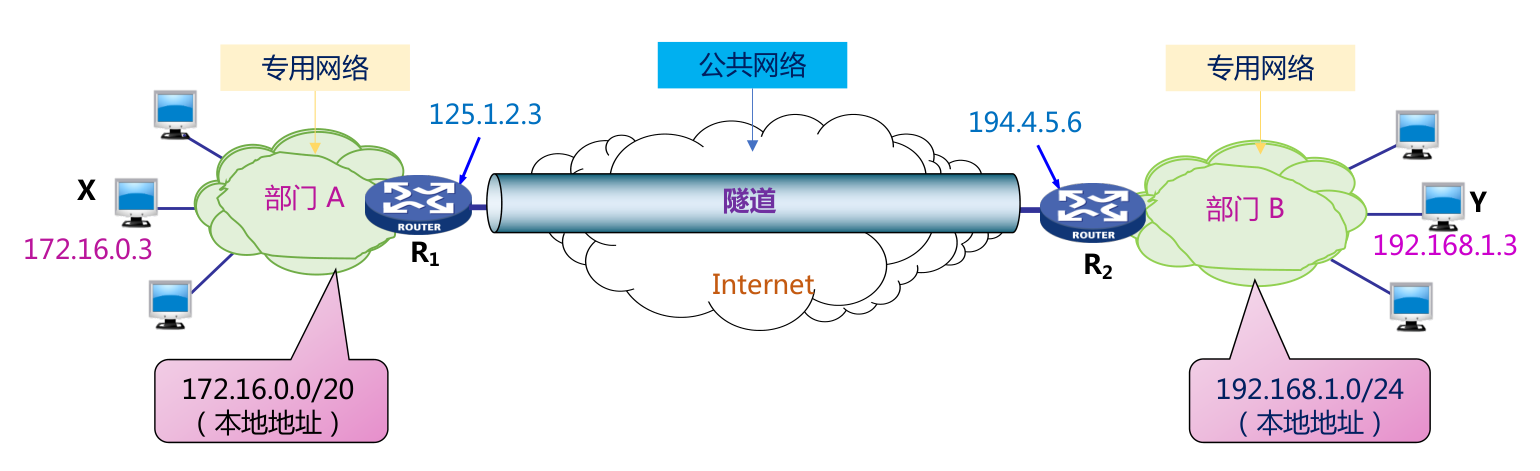 专用网络
公共网络
专用网络
125.1.2.3
194.4.5.6
X
部门 A
隧道
部门 B
Y
172.16.0.3
ROUTER
R1
ROUTER
R2
192.168.1.3
Internet
172.16.0.0/20
(本地地址)
192.168.1.0/24
(本地地址)